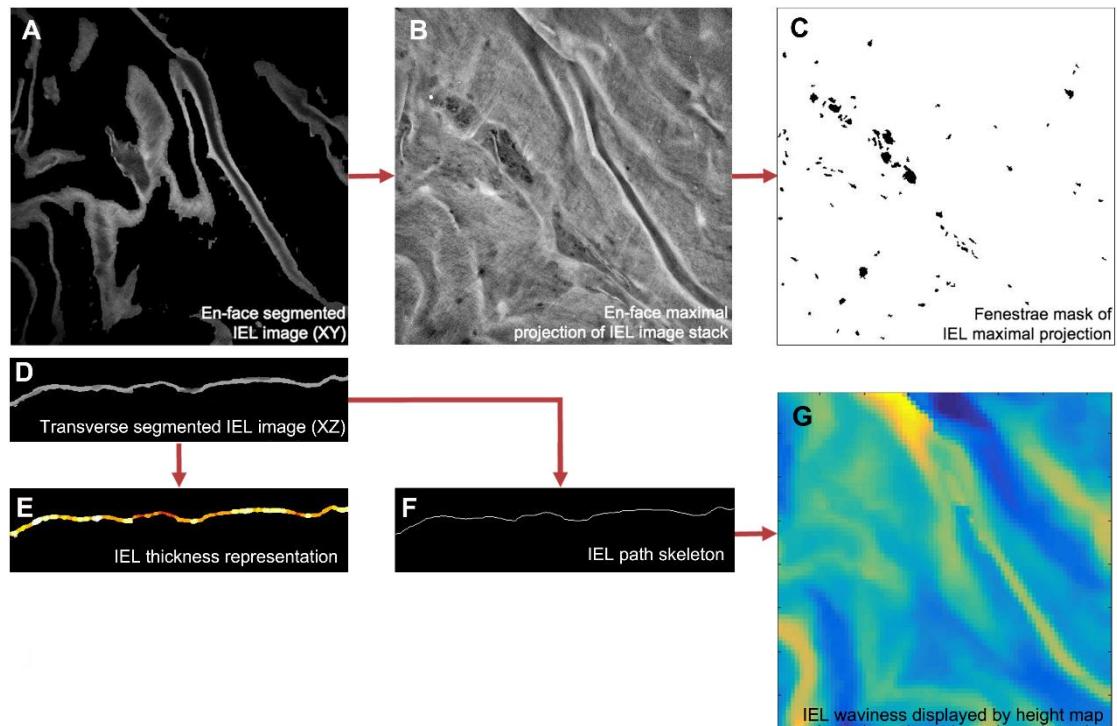 A
En-face segmented
IEL image (XY)
B
En-face maximal
projection of IEL image stack
C
Fenestrae mask of
IEL maximal projection
D
Transverse segmented IEL image (XZ)
E
IEL thickness representation
F
IEL path skeleton
G
IEL waviness displayed by height map